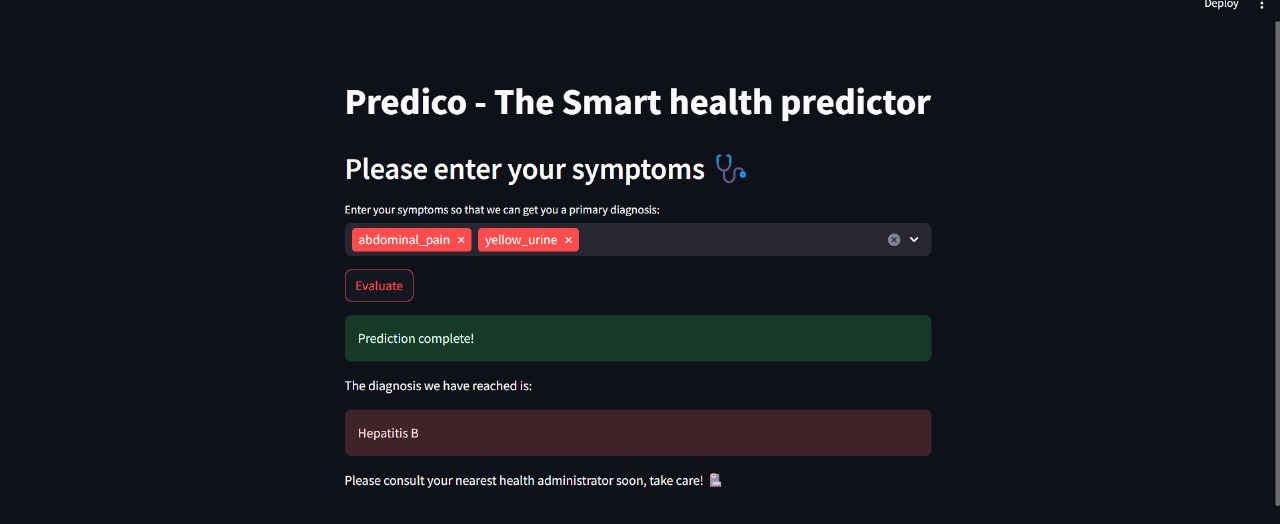 Deploy
Predico - The Smart health predictor
Please enter your symptoms
Enter your symptoms so that we can get you a primary diagnosis:
abdominal_pain × yellow_urine ×
Evaluate
Prediction complete!
The diagnosis we have reached is:
Hepatitis B
Please consult your nearest health administrator soon, take care!